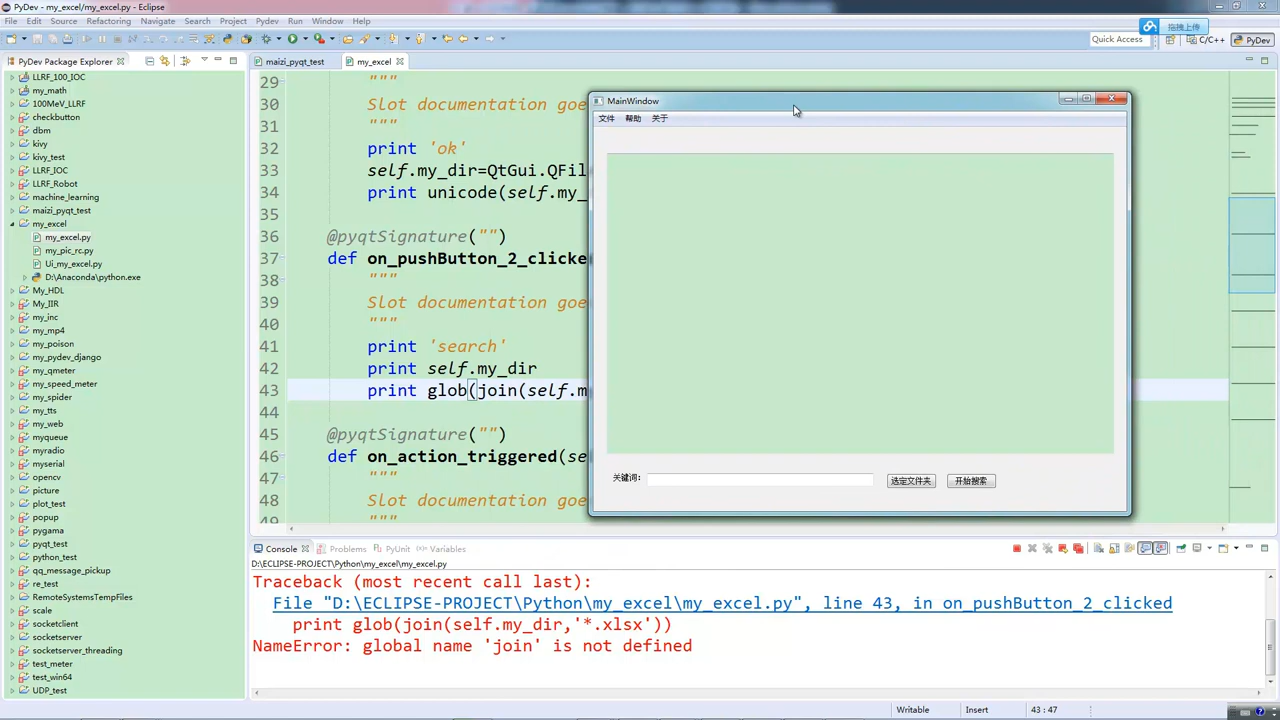 PyDev - my_excel/my_excel.py - Eclipse
File Edit Source Refactoring Navigate Search Project Pydev Run Window Help
拖拽上传
Quick Access
C/C++
PyDev
PyDev Package Explorer
LLRF_100_IOC
my_math
100MeV_LLRF
checkbutton
dbm
kivy
kivy_test
LLRF_IOC
LLRF_Robot
machine_learning
maizi_pyqt_test
my_excel
my_excel.py
my_pic_rc.py
Ui_my_excel.py
D:\Anaconda\python.exe
My_HDL
My_IIR
my_inc
my_mp4
my_poison
my_pydev_django
my_qmeter
my_speed_meter
my_spider
my_tts
my_web
myqueue
myradio
myserial
opencv
picture
plot_test
popup
pygama
pyqt_test
python_test
qq_message_pickup
re_test
RemoteSystemsTempFiles
scale
socketclient
socketserver
socketserver_threading
test_meter
test_win64
UDP_test
maizi_pyqt_test
my_excel
29 """
30 Slot documentation goe
31 """
32 print 'ok'
33 self.my_dir=QtGui.QFil
34 print unicode(self.my_
35
36 @pyqtSignature("")
37 def on_pushButton_2_clicke
38 """
39 Slot documentation goe
40 """
41 print 'search'
42 print self.my_dir
43 print glob(join(self.m
44
45 @pyqtSignature("")
46 def on_action_triggered(se
47 """
48 Slot documentation goe
49 """
MainWindow
文件 帮助 关于
关键词:
选定文件夹
开始搜索
Console Problems PyUnit Variables
D:\ECLIPSE-PROJECT\Python\my_excel\my_excel.py
Traceback (most recent call last):
File "D:\ECLIPSE-PROJECT\Python\my_excel\my_excel.py", line 43, in on_pushButton_2_clicked
print glob(join(self.my_dir,'*.xlsx'))
NameError: global name 'join' is not defined
Writable
Insert
43 : 47